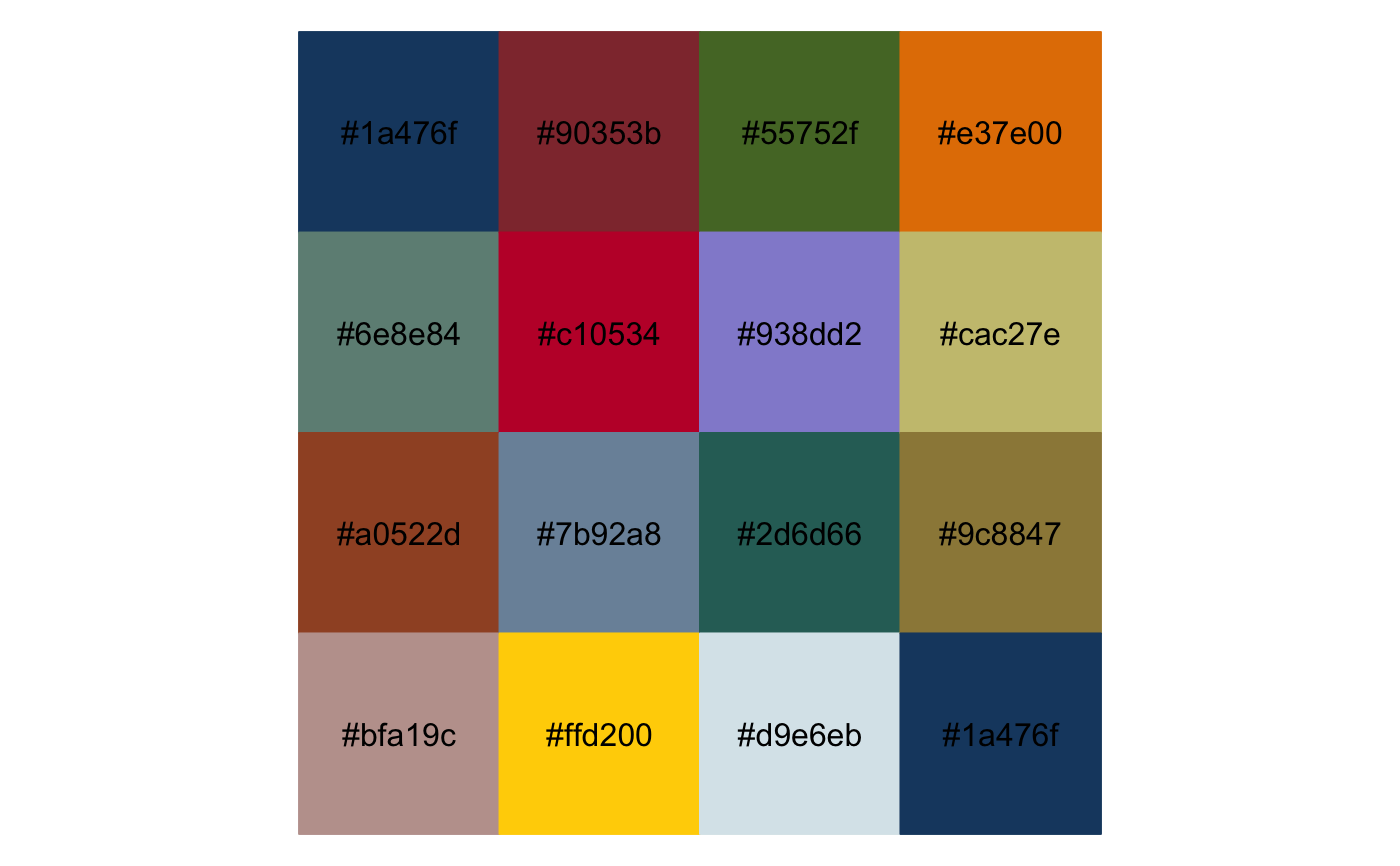 #1a476f #90353b #55752f #e37e00
#6e8e84 #c10534 #938dd2 #cac27e
#a0522d #7b92a8 #2d6d66 #9c8847
#bfa19c #ffd200 #d9e6eb #1a476f